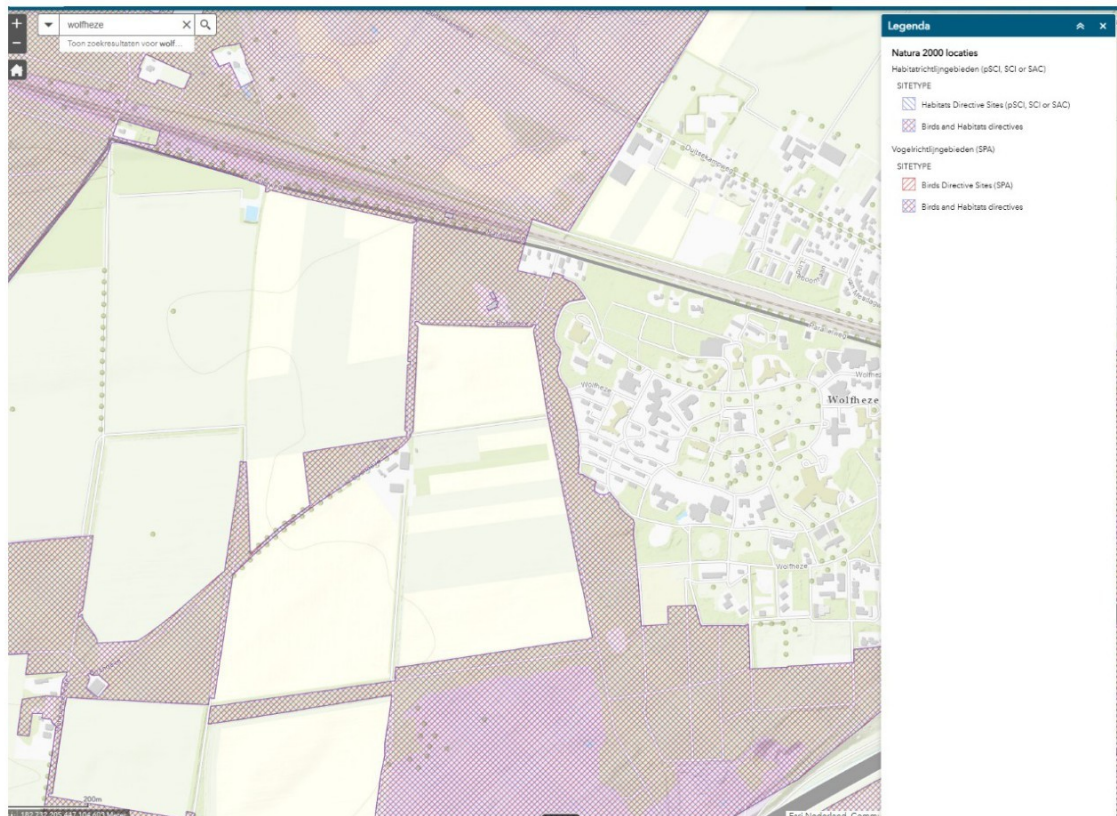 +
wolfheze
Toon zoekresultaten voor wolf...
−
Legenda
Natura 2000 locaties
Habitatrichtlijngebieden (pSCI, SCI or SAC)
SITETYPE
Habitats Directive Sites (pSCI, SCI or SAC)
Birds and Habitats directives
Vogelrichtlijngebieden (SPA)
SITETYPE
Birds Directive Sites (SPA)
Birds and Habitats directives
Wolfheze
Wolfheze
Wolfheze
200m
Esri Nederland, Commu